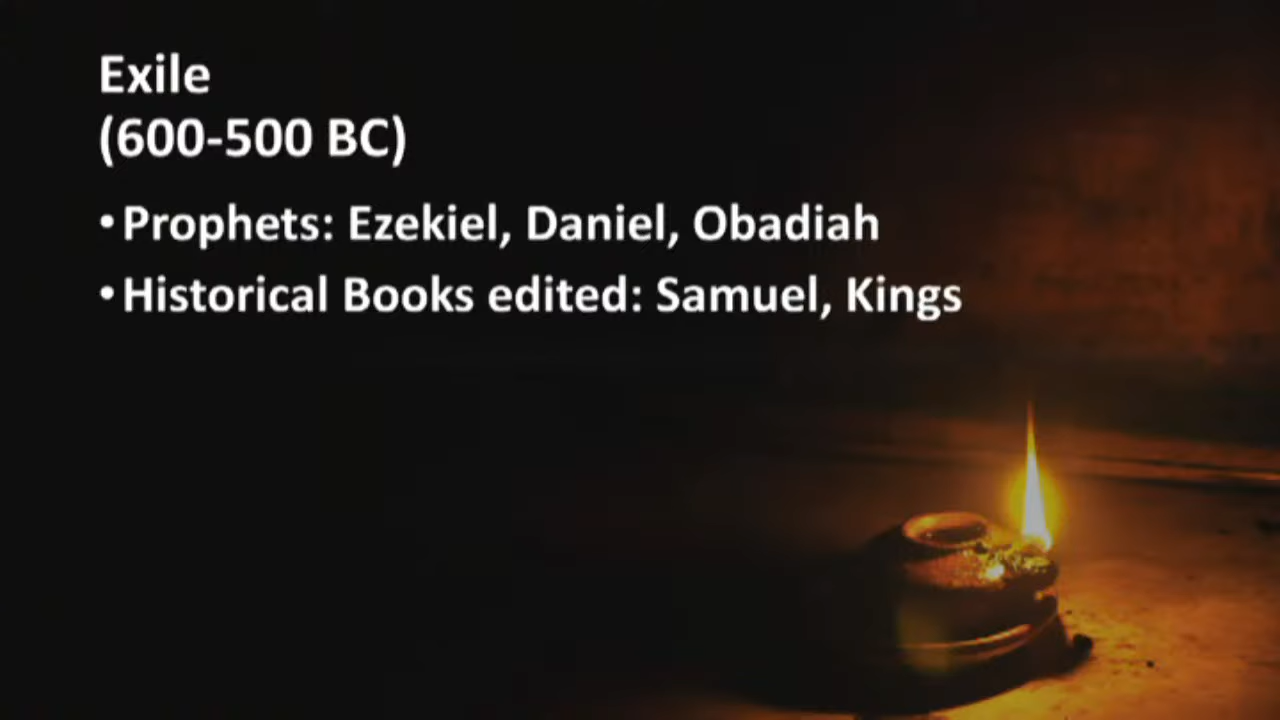 Exile
(600-500 BC)
• Prophets: Ezekiel, Daniel, Obadiah
• Historical Books edited: Samuel, Kings